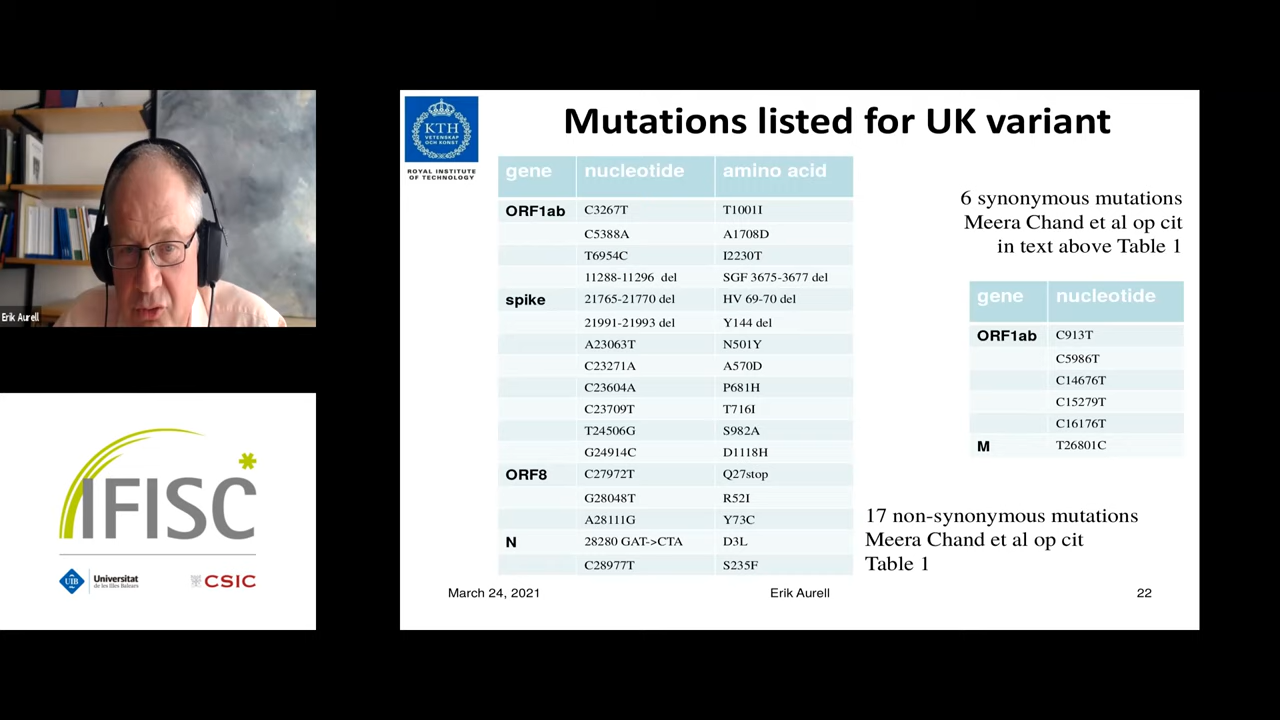 Erik Aurell
IFISC
UIB
Universitat
de les Illes Balears
CSIC
KTH
VETENSKAP
OCH KONST
ROYAL INSTITUTE
OF TECHNOLOGY
Mutations listed for UK variant
gene nucleotide amino acid
ORF1ab C3267T T1001I
C5388A A1708D
T6954C I2230T
11288-11296 del SGF 3675-3677 del
spike 21765-21770 del HV 69-70 del
21991-21993 del Y144 del
A23063T N501Y
C23271A A570D
C23604A P681H
C23709T T716I
T24506G S982A
G24914C D1118H
ORF8 C27972T Q27stop
G28048T R52I
A28111G Y73C
N 28280 GAT->CTA D3L
C28977T S235F
6 synonymous mutations
Meera Chand et al op cit
in text above Table 1
gene nucleotide
ORF1ab C913T
C5986T
C14676T
C15279T
C16176T
M T26801C
17 non-synonymous mutations
Meera Chand et al op cit
Table 1
March 24, 2021 Erik Aurell 22